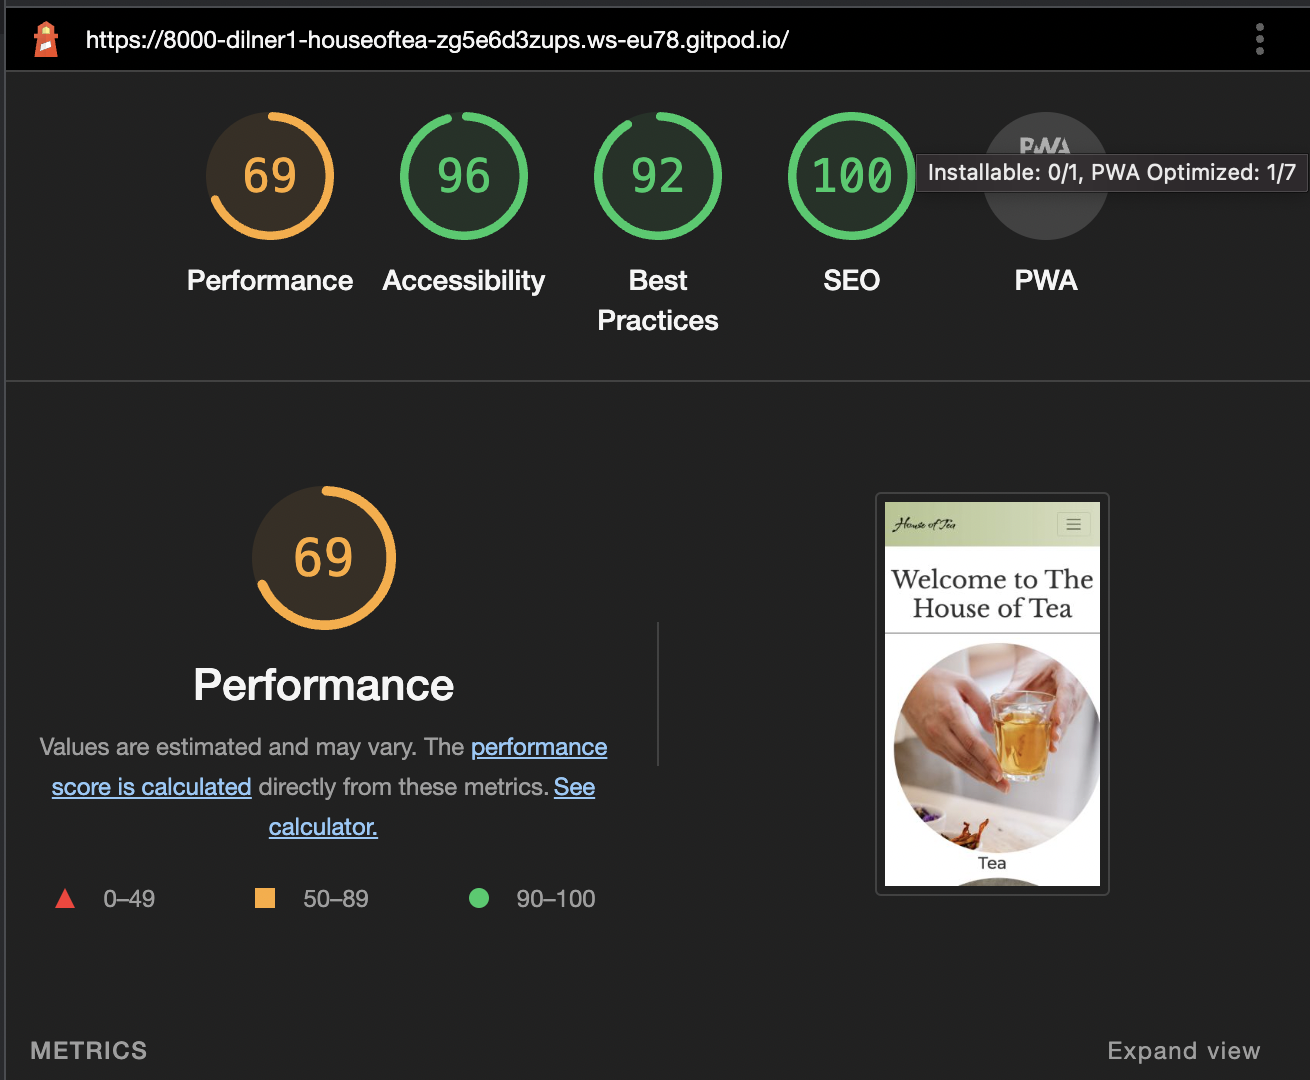 https://8000-dilner1-houseoftea-zg5e6d3zups.ws-eu78.gitpod.io/
69
96
92
100
PWA
Installable: 0/1, PWA Optimized: 1/7
Performance
Accessibility
Best
Practices
SEO
PWA
69
Performance
Values are estimated and may vary. The performance
score is calculated directly from these metrics. See
calculator.
0–49
50–89
90–100
House of Tea
Welcome to The
House of Tea
Tea
METRICS
Expand view